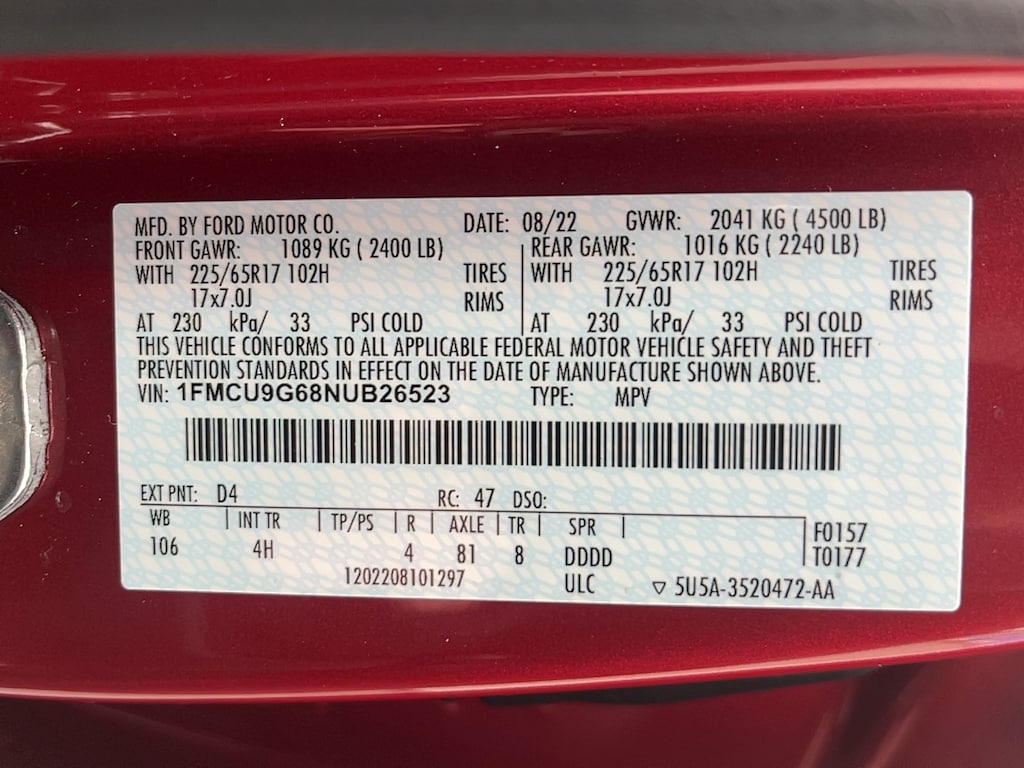 MFD. BY FORD MOTOR CO. DATE: 08/22 GVWR: 2041 KG ( 4500 LB)
FRONT GAWR: 1089 KG ( 2400 LB) REAR GAWR: 1016 KG ( 2240 LB)
WITH 225/65R17 102H TIRES WITH 225/65R17 102H TIRES
17x7.0J RIMS 17x7.0J RIMS
AT 230 kPa/ 33 PSI COLD AT 230 kPa/ 33 PSI COLD
THIS VEHICLE CONFORMS TO ALL APPLICABLE FEDERAL MOTOR VEHICLE SAFETY AND THEFT
PREVENTION STANDARDS IN EFFECT ON THE DATE OF MANUFACTURE SHOWN ABOVE.
VIN: 1FMCU9G68NUB26523 TYPE: MPV
EXT PNT: D4 RC: 47 DSO:
WB INT TR TP/PS R AXLE TR SPR F0157
106 4H 4 81 8 DDDD T0177
1202208101297 ULC ▽ 5U5A-3520472-AA